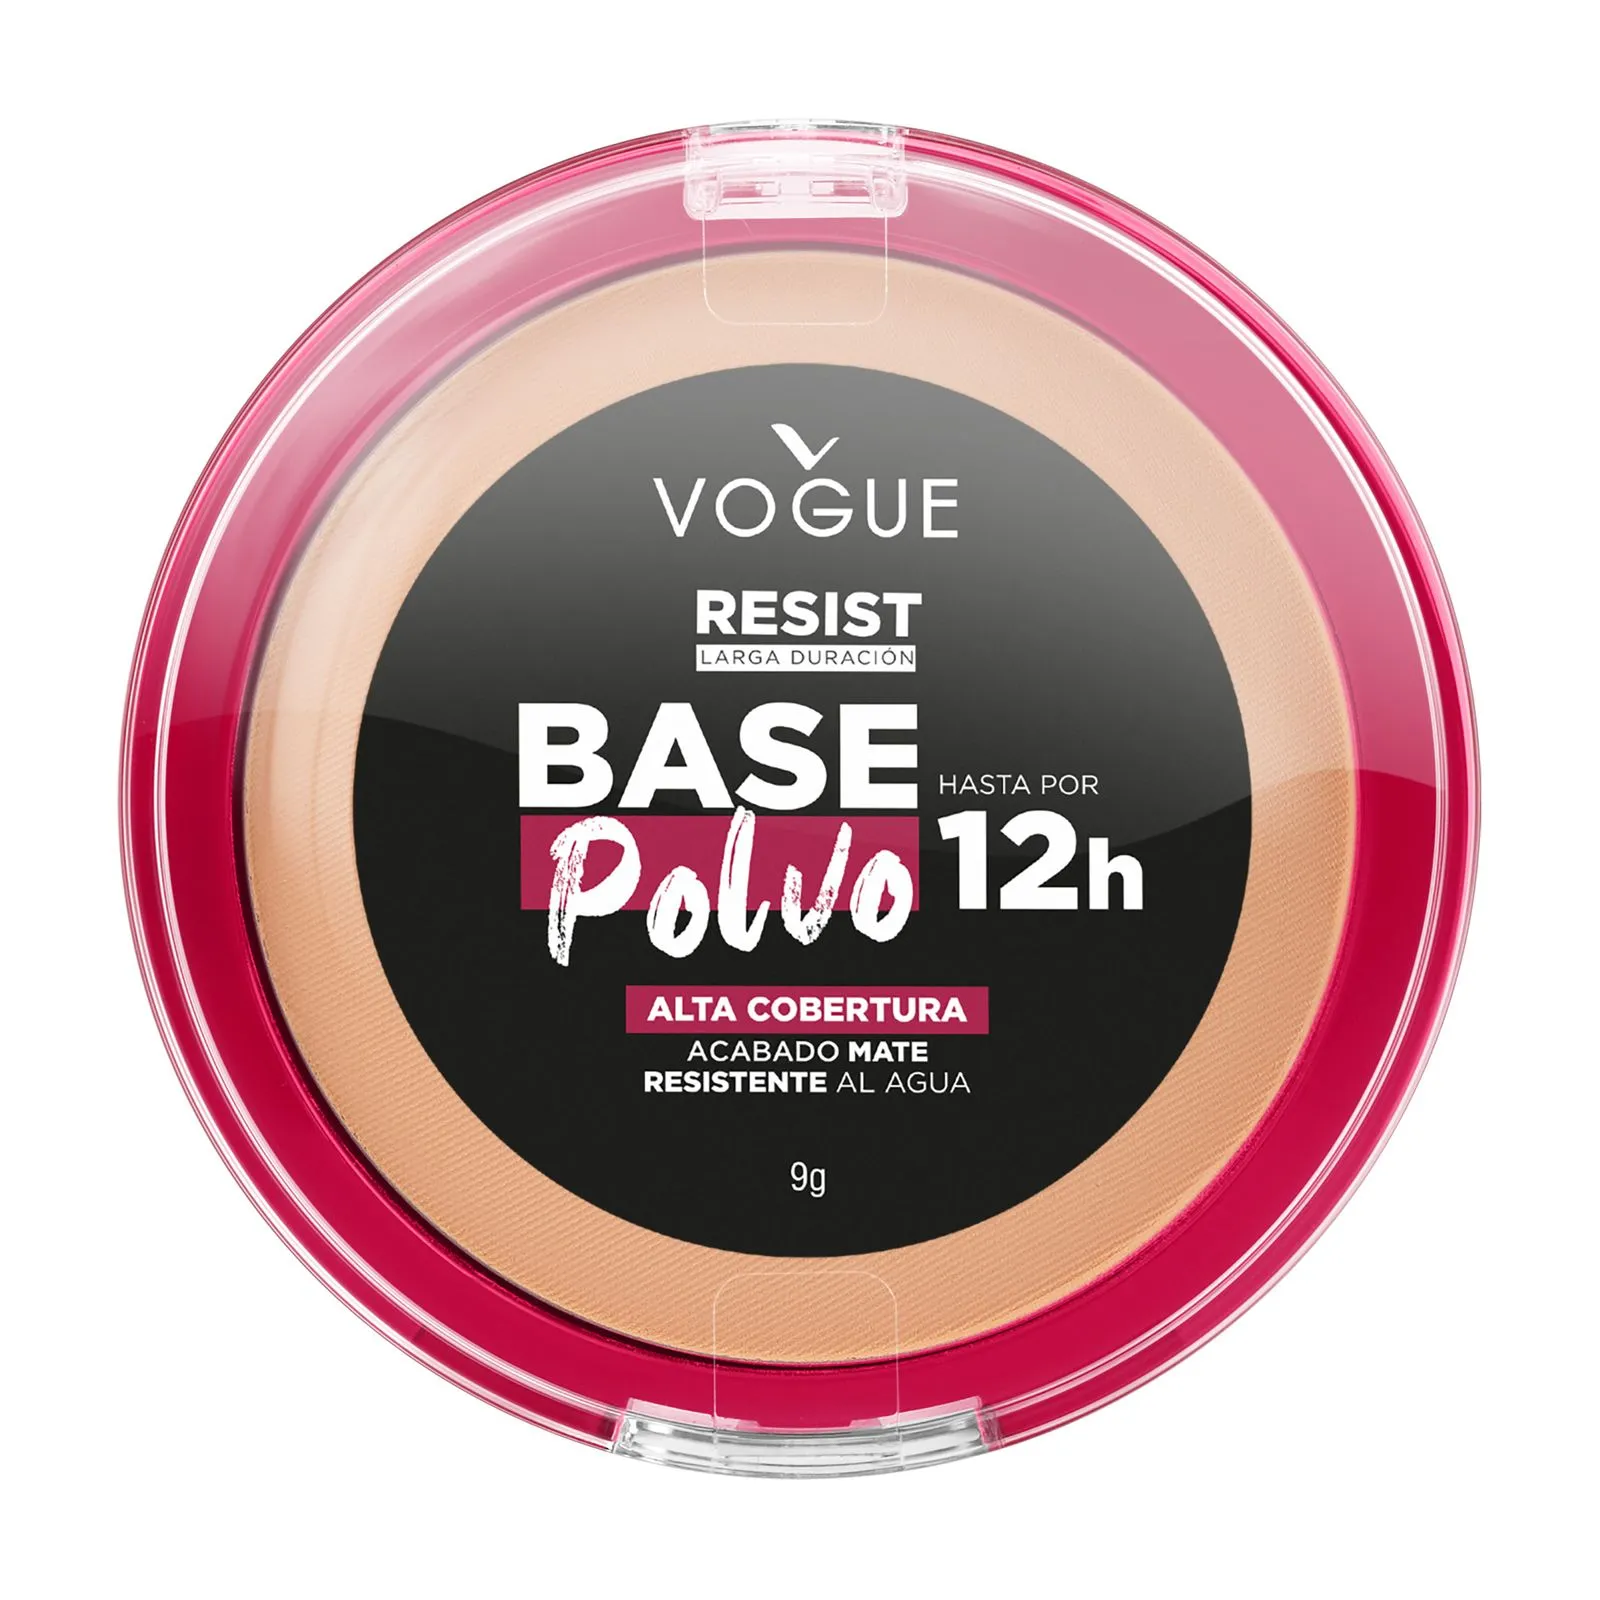 VOGUE
RESIST
LARGA DURACIÓN
BASE
Polvo
HASTA POR
12h
ALTA COBERTURA
ACABADO MATE
RESISTENTE AL AGUA
9g